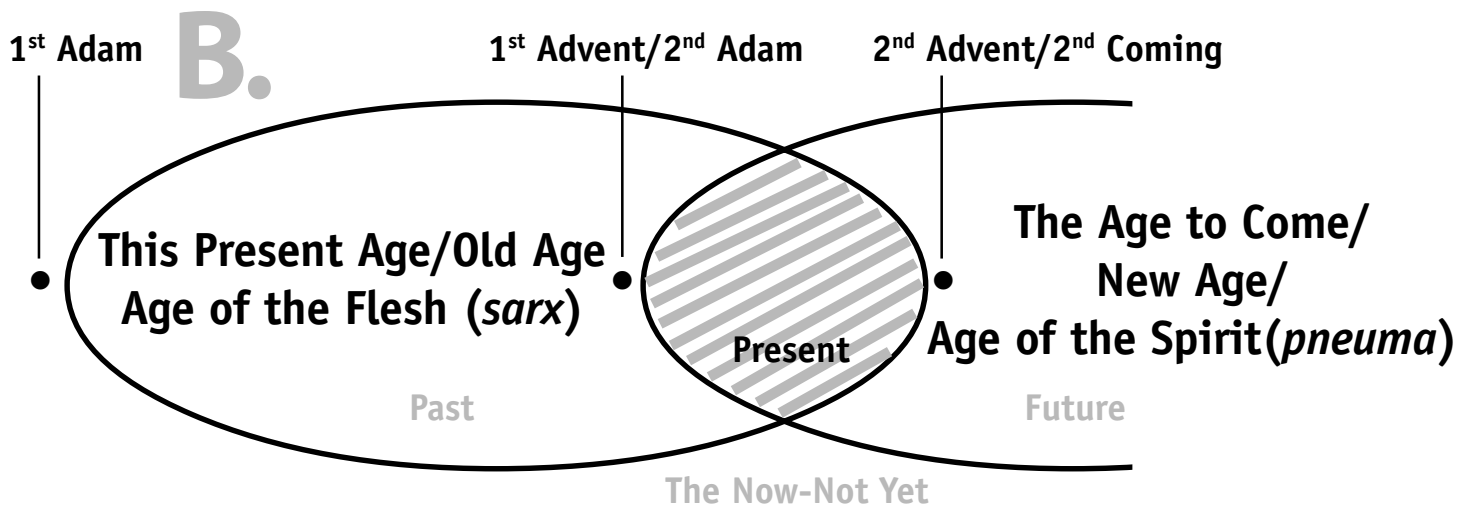 B.
1st Adam
1st Advent/2nd Adam
2nd Advent/2nd Coming
This Present Age/Old Age
Age of the Flesh (sarx)
Present
The Age to Come/
New Age/
Age of the Spirit(pneuma)
Past
Future
The Now-Not Yet